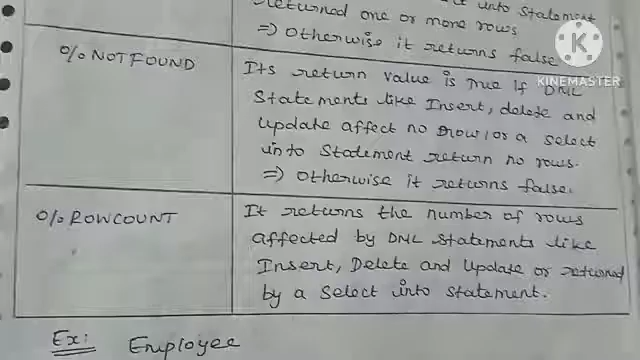 into statement
returned one or more rows
=> Otherwise it returns false.
%NOTFOUND
Its return value is true if DML
Statements like Insert, delete and
Update affect no row, or a select
into statement return no rows.
=> Otherwise it returns false.
%ROWCOUNT
It returns the number of rows
affected by DML statements like
Insert, Delete and Update or returned
by a select into statement.
Ex: Employee
KINEMASTER